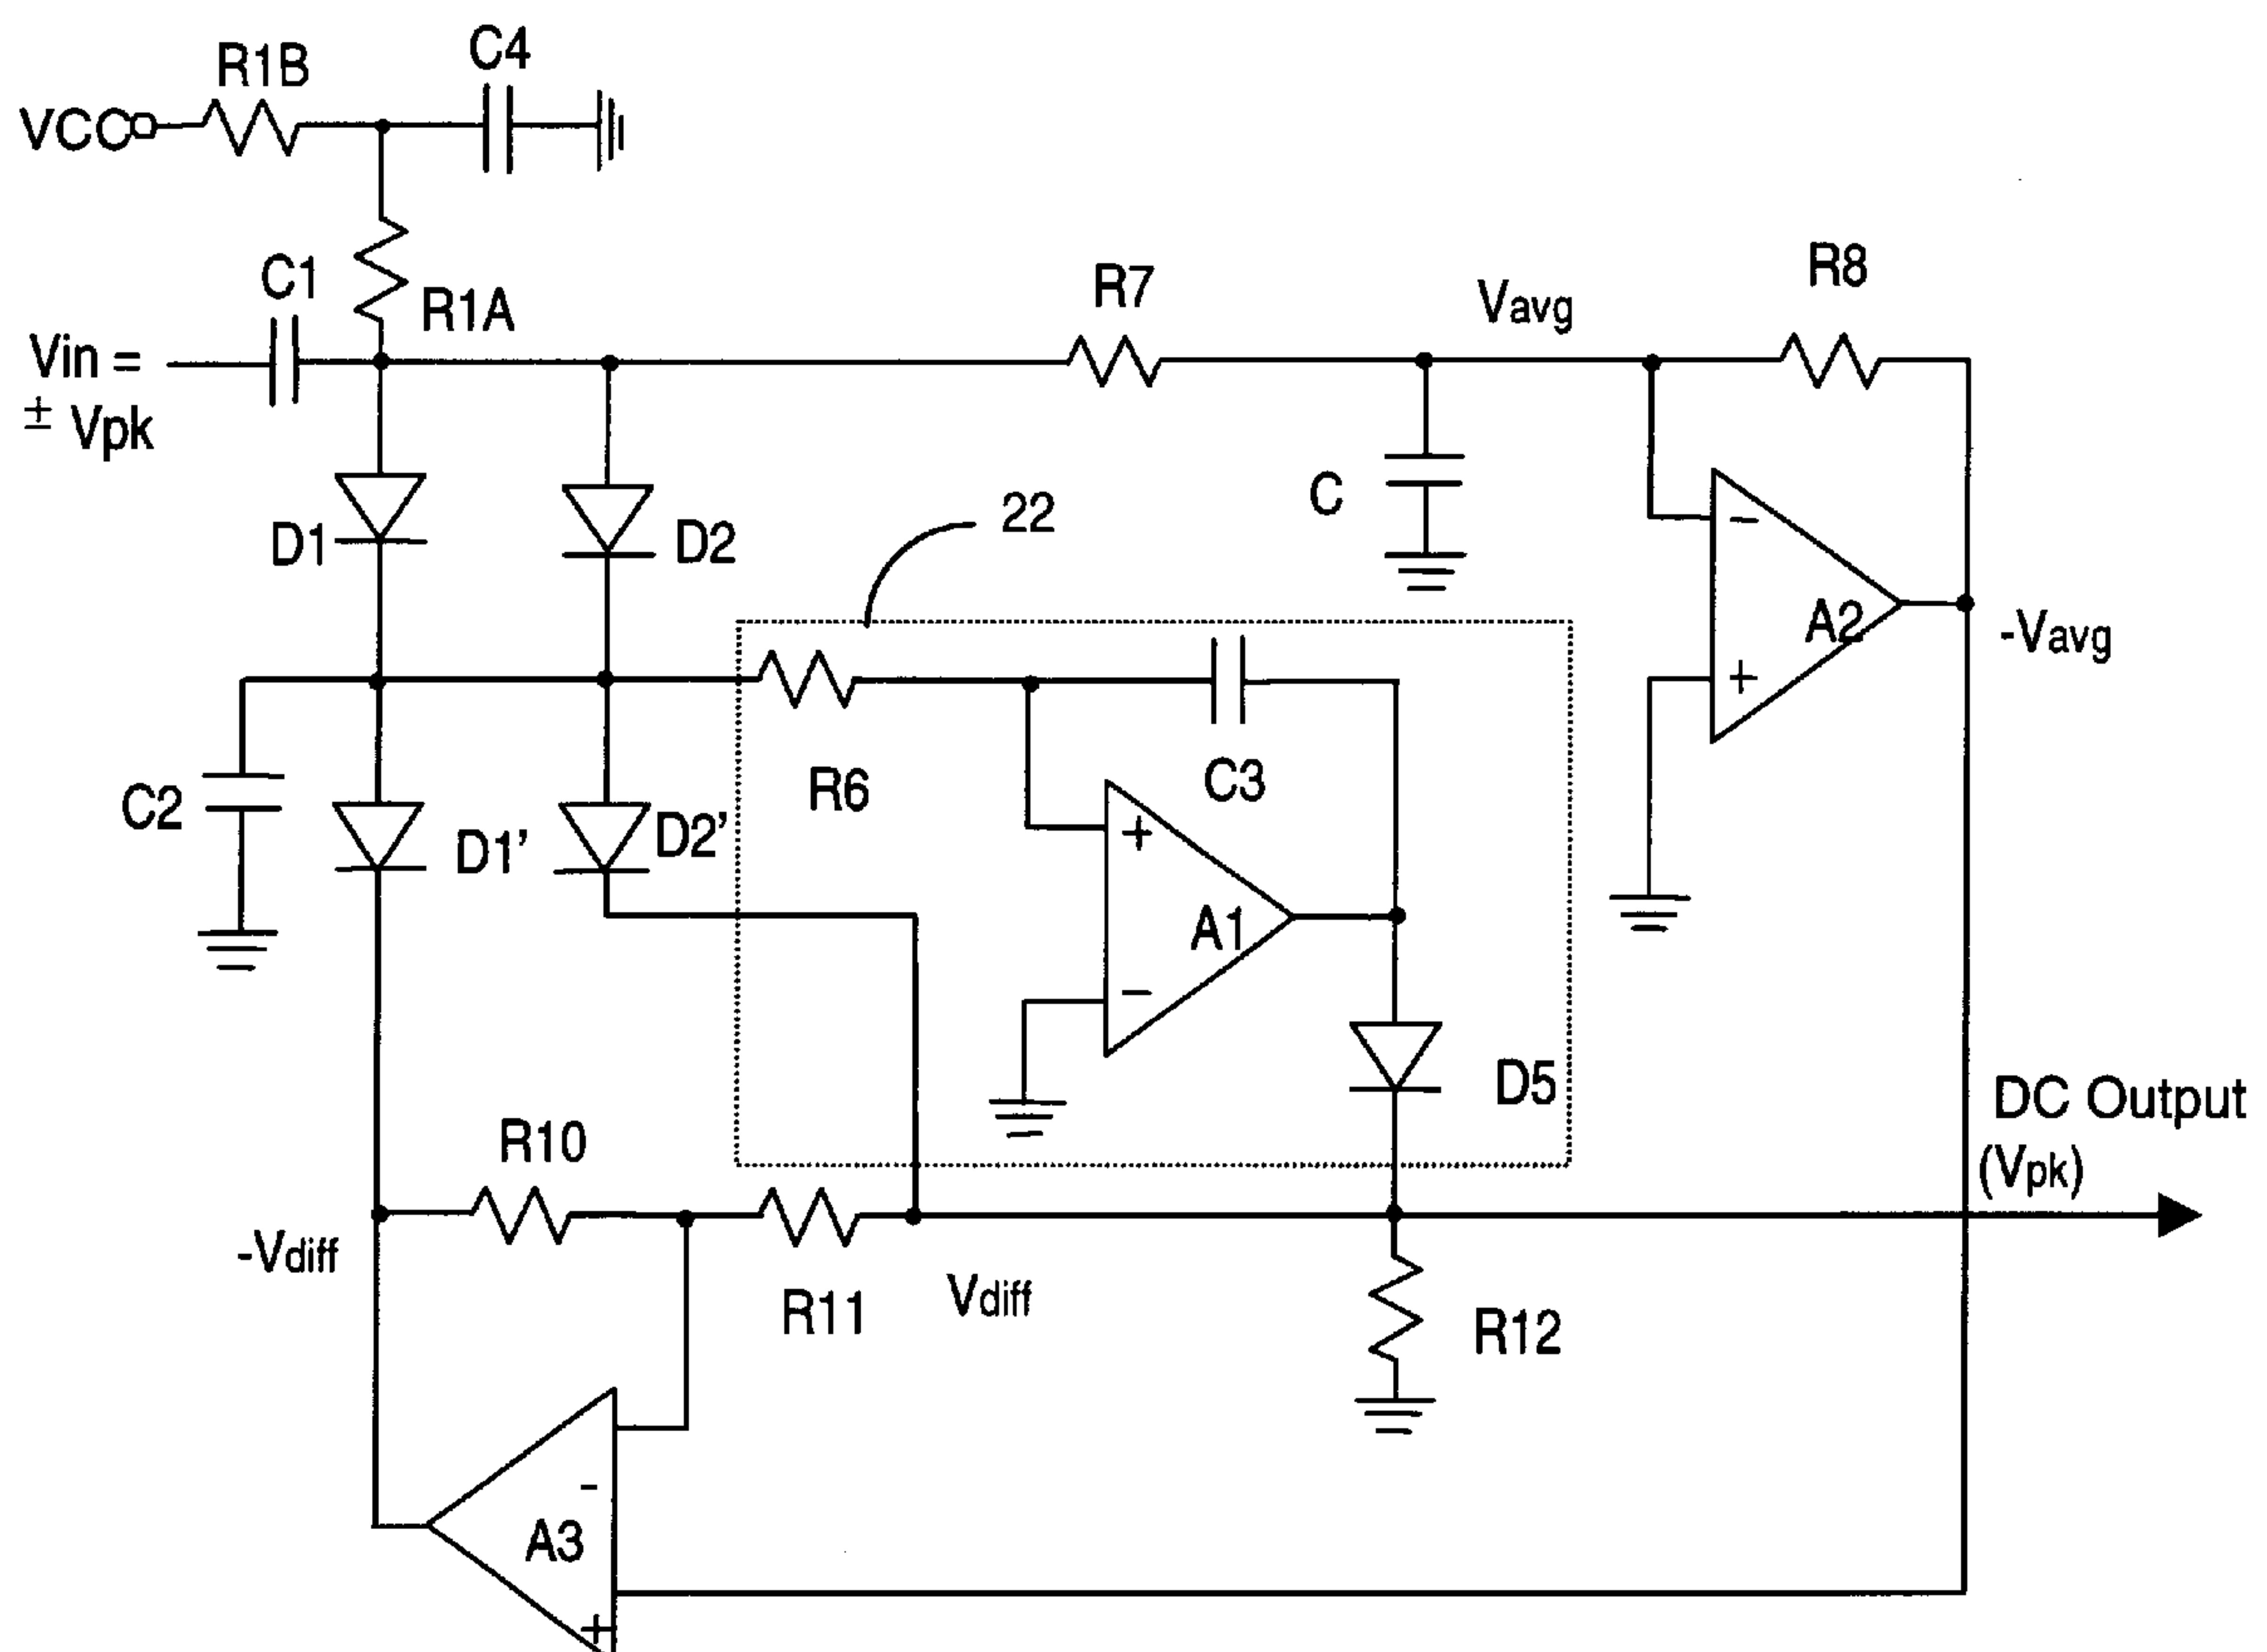 R1B
C4
VCC
C1
R1A
R7
Vavg
R8
Vin =
± Vpk
D1
D2
22
C
−
A2
+
-Vavg
C2
D1'
D2'
R6
C3
+
A1
−
D5
DC Output
(Vpk)
R10
-Vdiff
R11
Vdiff
R12
-
A3
+